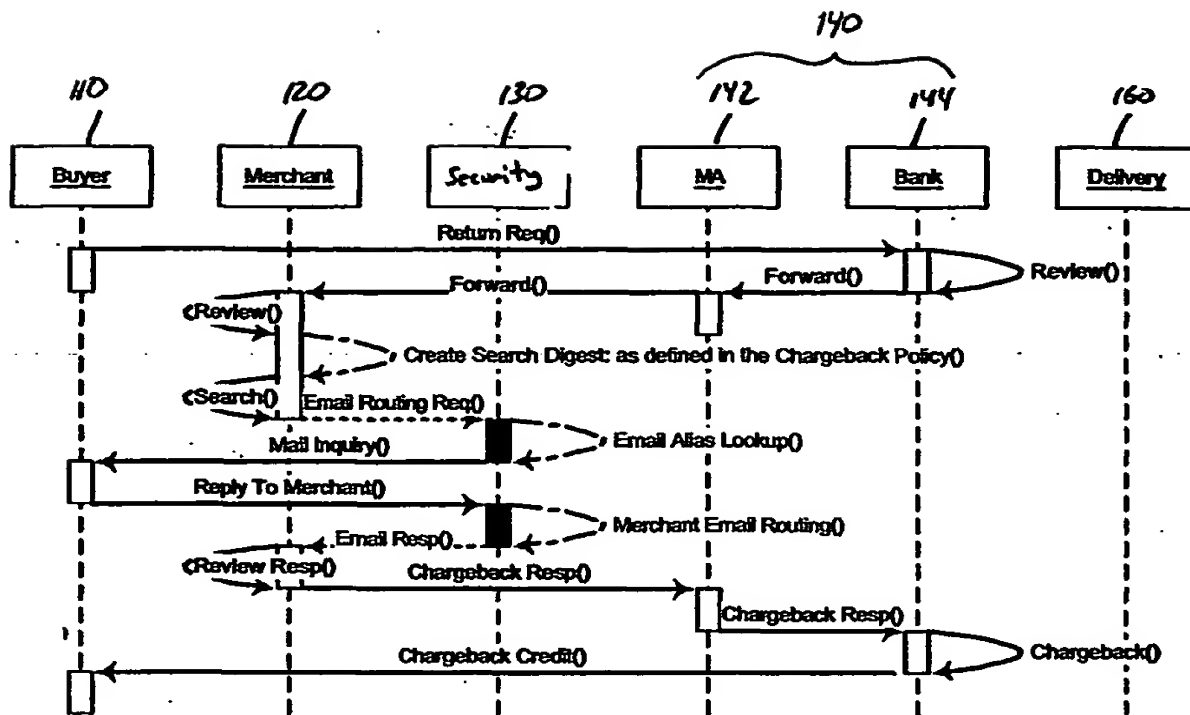 140
110 120 130 142 144 160
Buyer Merchant Security MA Bank Delivery
Return Req()
Review()
Forward() Forward()
Review()
Create Search Digest: as defined in the Chargeback Policy()
Search() Email Routing Req()
Email Alias Lookup()
Mail Inquiry()
Reply To Merchant()
Merchant Email Routing()
Email Resp()
Review Resp() Chargeback Resp()
Chargeback Resp()
Chargeback()
Chargeback Credit()